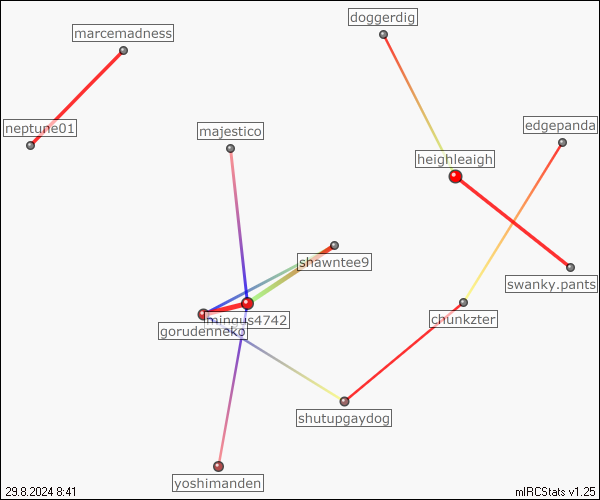 doggerdig
marcemadness
neptune01
majestico
edgepanda
heighleaigh
shawntee9
swanky.pants
mingus4742
gorudenneko
chunkzter
shutupgaydog
yoshimanden
29.8.2024 8:41
mIRCStats v1.25